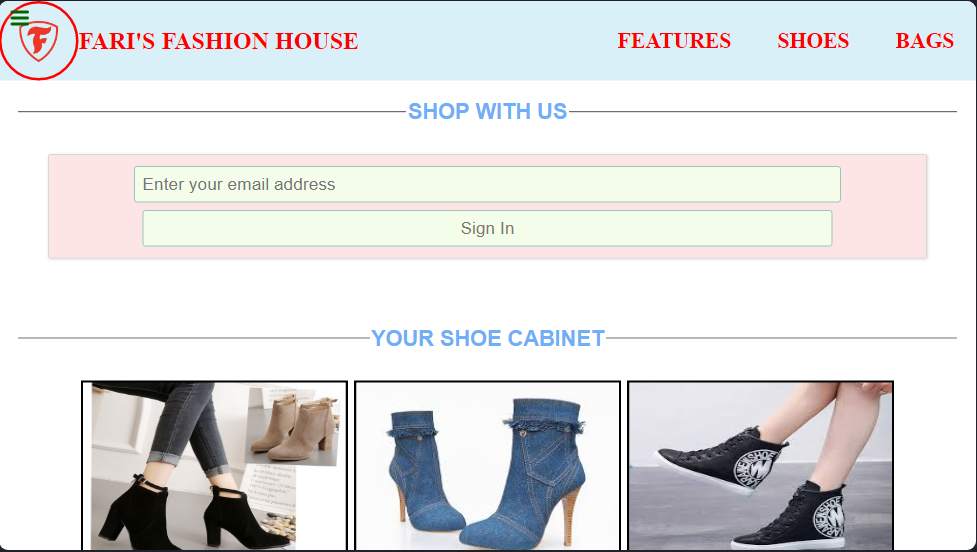 FARI'S FASHION HOUSE
FEATURES SHOES BAGS
SHOP WITH US
Enter your email address
Sign In
YOUR SHOE CABINET